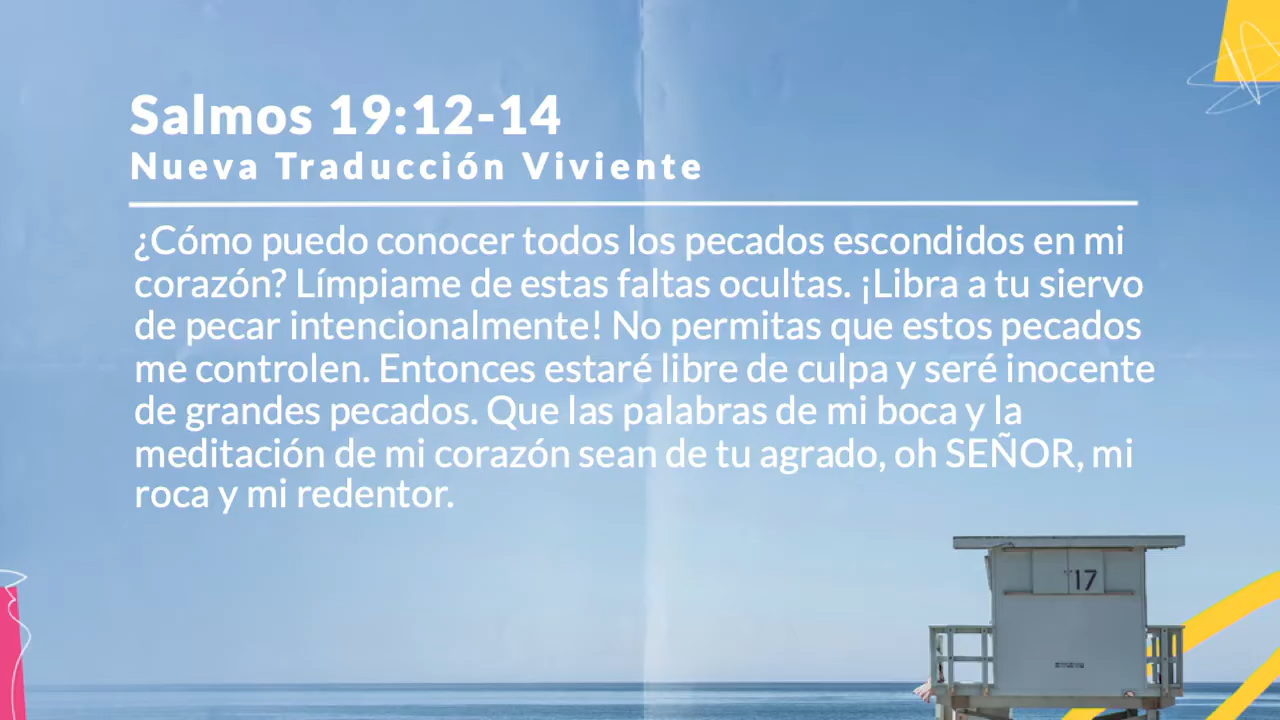 Salmos 19:12-14
Nueva Traducción Viviente
¿Cómo puedo conocer todos los pecados escondidos en mi
corazón? Límpiame de estas faltas ocultas. ¡Libra a tu siervo
de pecar intencionalmente! No permitas que estos pecados
me controlen. Entonces estaré libre de culpa y seré inocente
de grandes pecados. Que las palabras de mi boca y la
meditación de mi corazón sean de tu agrado, oh SEÑOR, mi
roca y mi redentor.
17